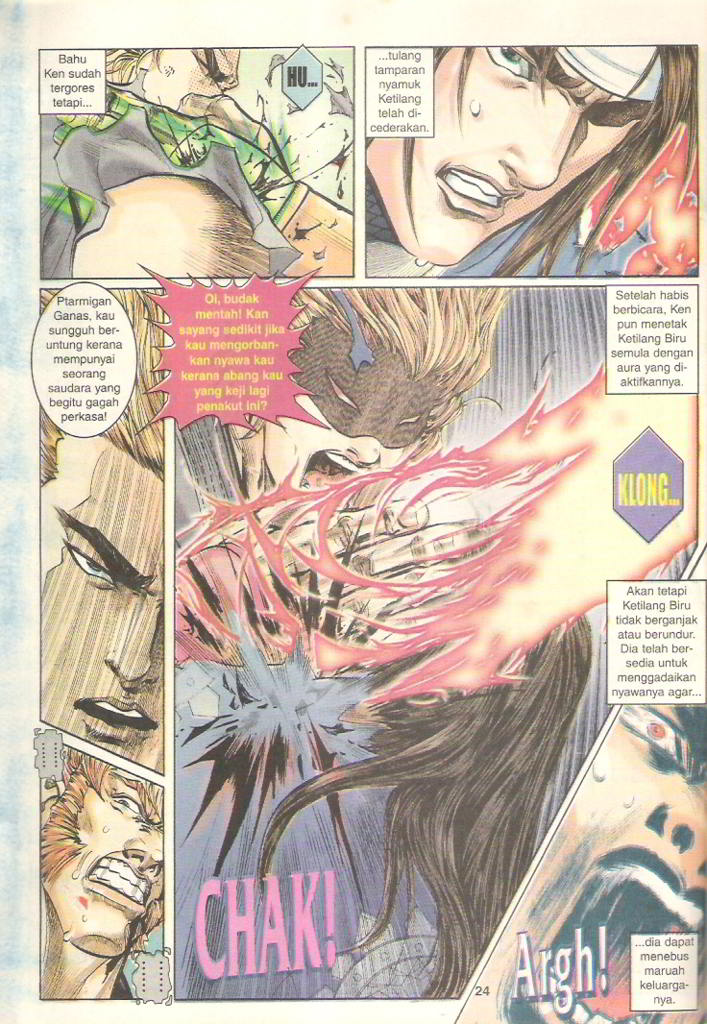 Bahu
Ken sudah
tergores
tetapi...
HU...
...tulang
tamparan
nyamuk
Ketilang
telah di-
cederakan.
Ptarmigan
Ganas, kau
sungguh ber-
untung kerana
mempunyai
seorang
saudara yang
begitu gagah
perkasa!
Oi, budak
mentah! Kan
sayang sedikit jika
kau mengorban-
kan nyawa kau
kerana abang kau
yang keji lagi
penakut ini?
Setelah habis
berbicara, Ken
pun menetak
Ketilang Biru
semula dengan
aura yang di-
aktifkannya.
KLONG...
Akan tetapi
Ketilang Biru
tidak berganjak
atau berundur.
Dia telah ber-
sedia untuk
menggadaikan
nyawanya agar...
......
......
CHAK!
Argh!
...dia dapat
menebus
maruah
keluarga-
nya.
24